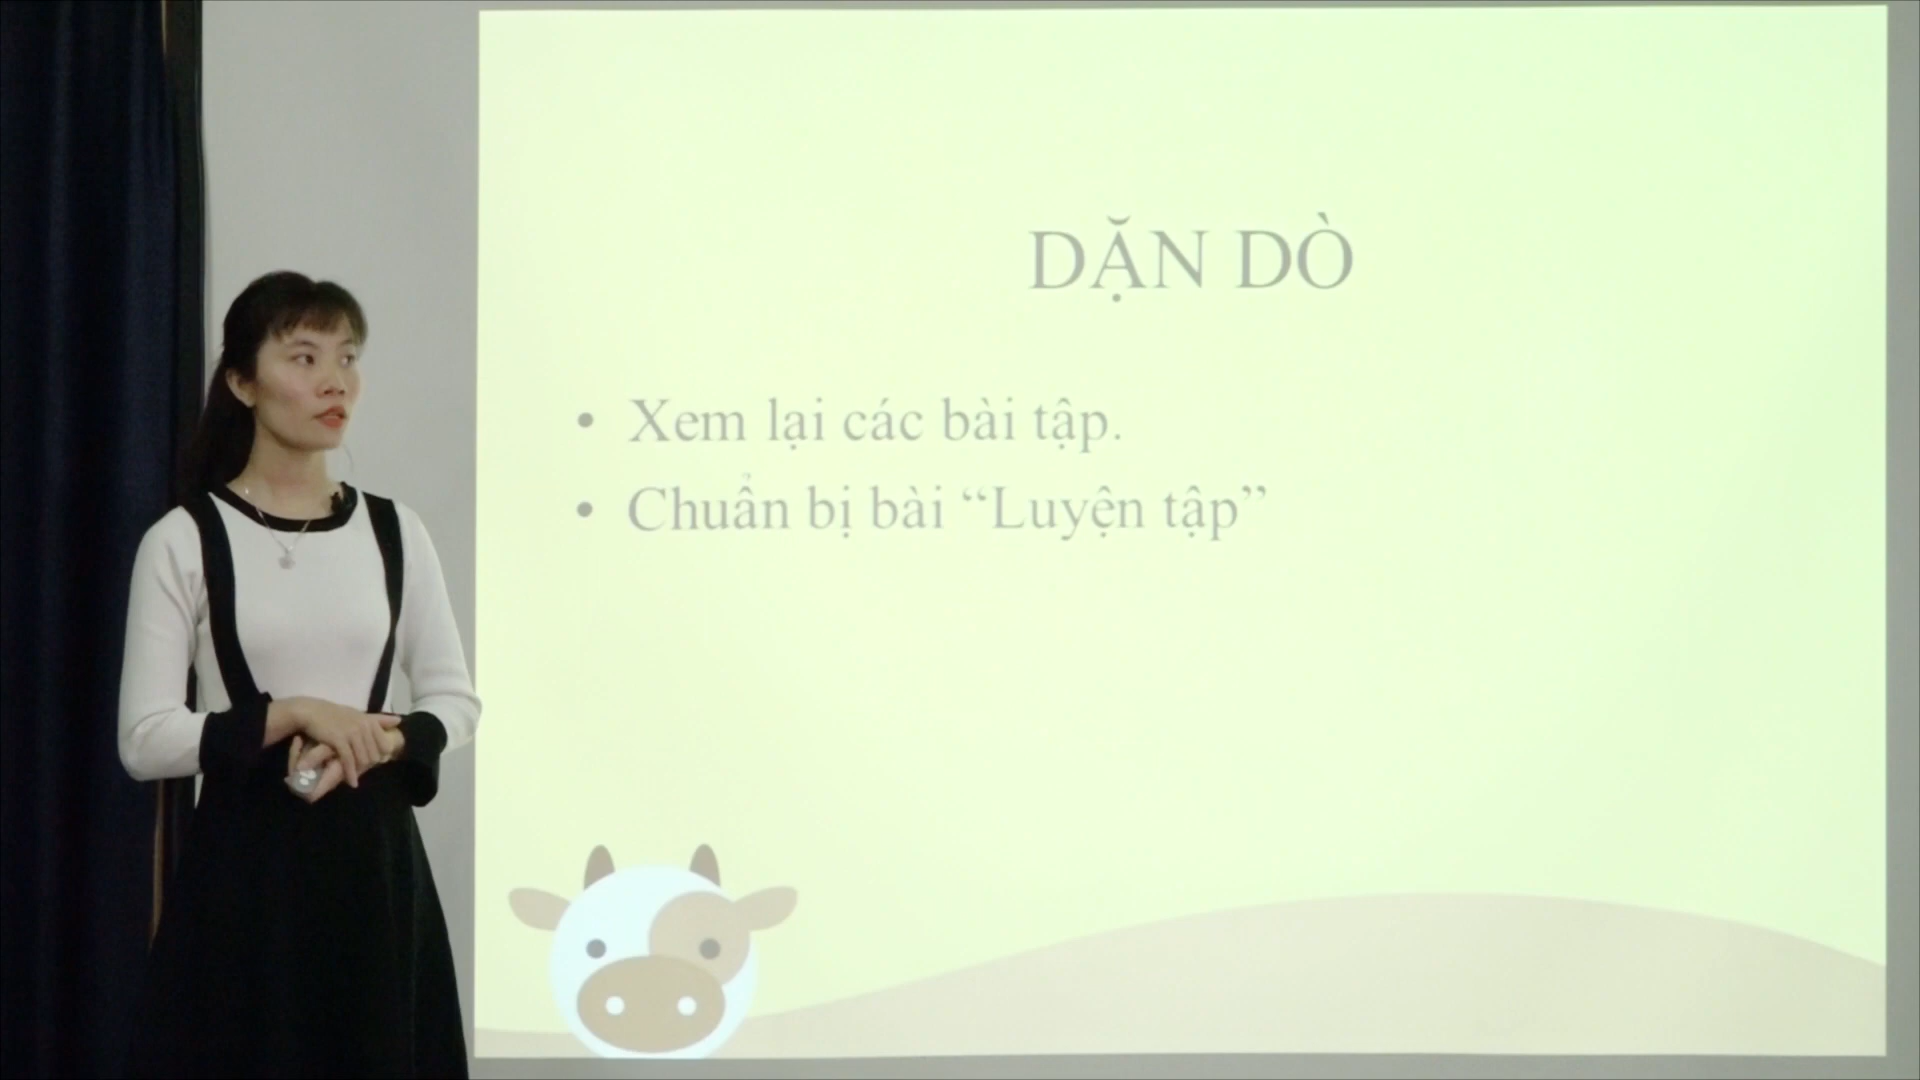 DẶN DÒ
• Xem lại các bài tập.
• Chuẩn bị bài “Luyện tập”